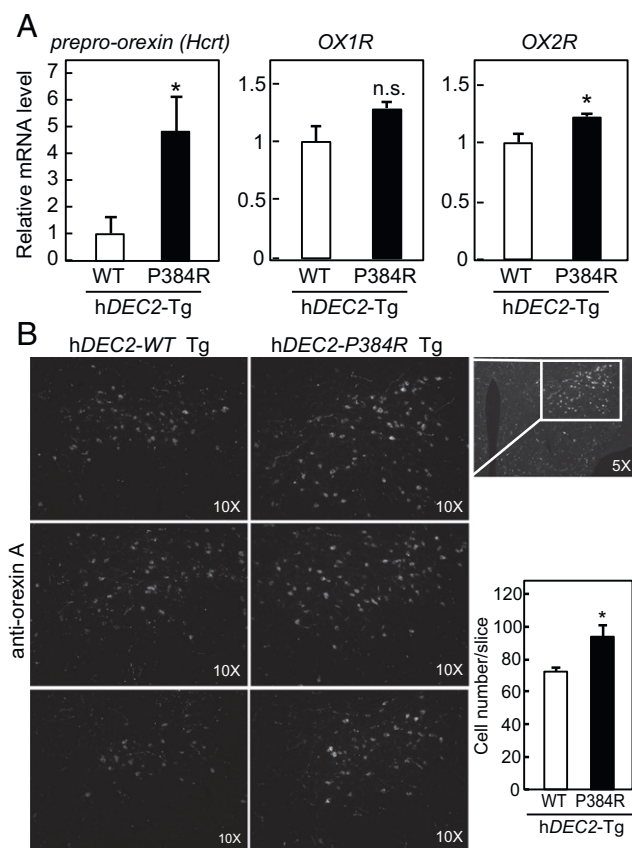 A
prepro-orexin (Hcrt)
OX1R
OX2R
Relative mRNA level
7
6
5
4
3
2
1
0
*
WT P384R
hDEC2-Tg
1.5
1
0.5
0
n.s.
WT P384R
hDEC2-Tg
1.5
1
0.5
0
*
WT P384R
hDEC2-Tg
B
hDEC2-WT Tg
hDEC2-P384R Tg
anti-orexin A
10X
10X
5X
10X
10X
10X
10X
Cell number/slice
120
100
80
60
40
20
0
*
WT P384R
hDEC2-Tg